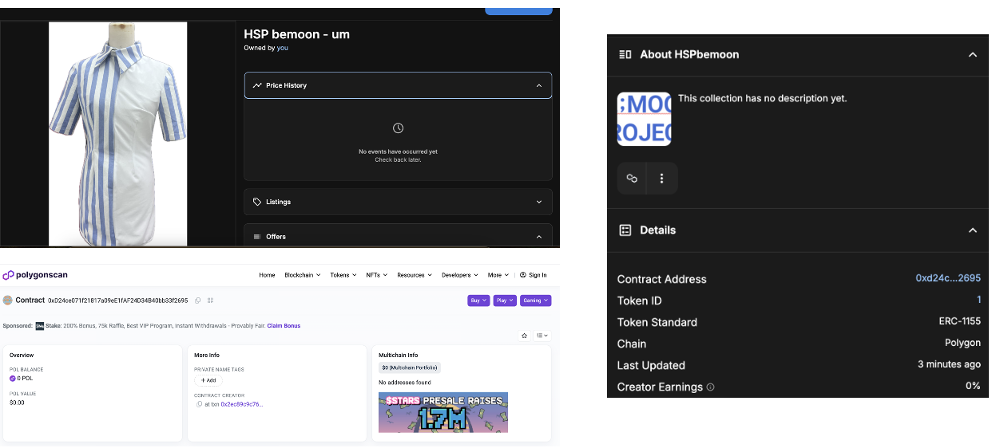 HSP bemoon - um
Owned by you
Price History
No events have occurred yet
Check back later.
Listings
Offers
polygonscan
Home Blockchain Tokens NFTs Resources Developers More Sign In
Contract 0xD24ce071f21817a09eE1fAF24D34B40bb33f2695
Buy Play Gaming
Sponsored: Stake: 200% Bonus, 75k Raffle, Best VIP Program, Instant Withdrawals - Provably Fair. Claim Bonus
Overview
POL BALANCE
0 POL
POL VALUE
$0.00
More Info
PRIVATE NAME TAGS
+ Add
CONTRACT CREATOR
at txn 0x2ec89c9c76...
Multichain Info
$0 (Multichain Portfolio)
No addresses found
$STARS PRESALE RAISES
1.7M
About HSPbemoon
;MOO
ROJEC
This collection has no description yet.
Details
Contract Address 0xd24c...2695
Token ID 1
Token Standard ERC-1155
Chain Polygon
Last Updated 3 minutes ago
Creator Earnings 0%